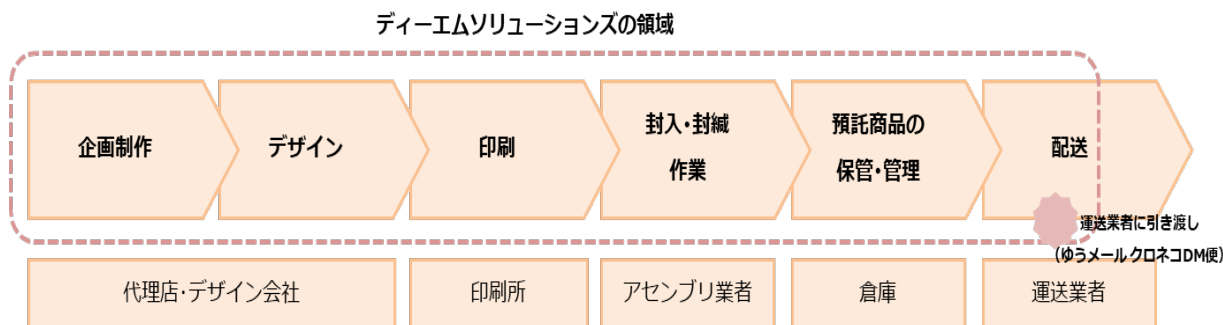 ディーエムソリューションズの領域
企画制作
デザイン
印刷
封入・封緘
作業
預託商品の
保管・管理
配送
運送業者に引き渡し
(ゆうメール クロネコDM便)
代理店・デザイン会社
印刷所
アセンブリ業者
倉庫
運送業者